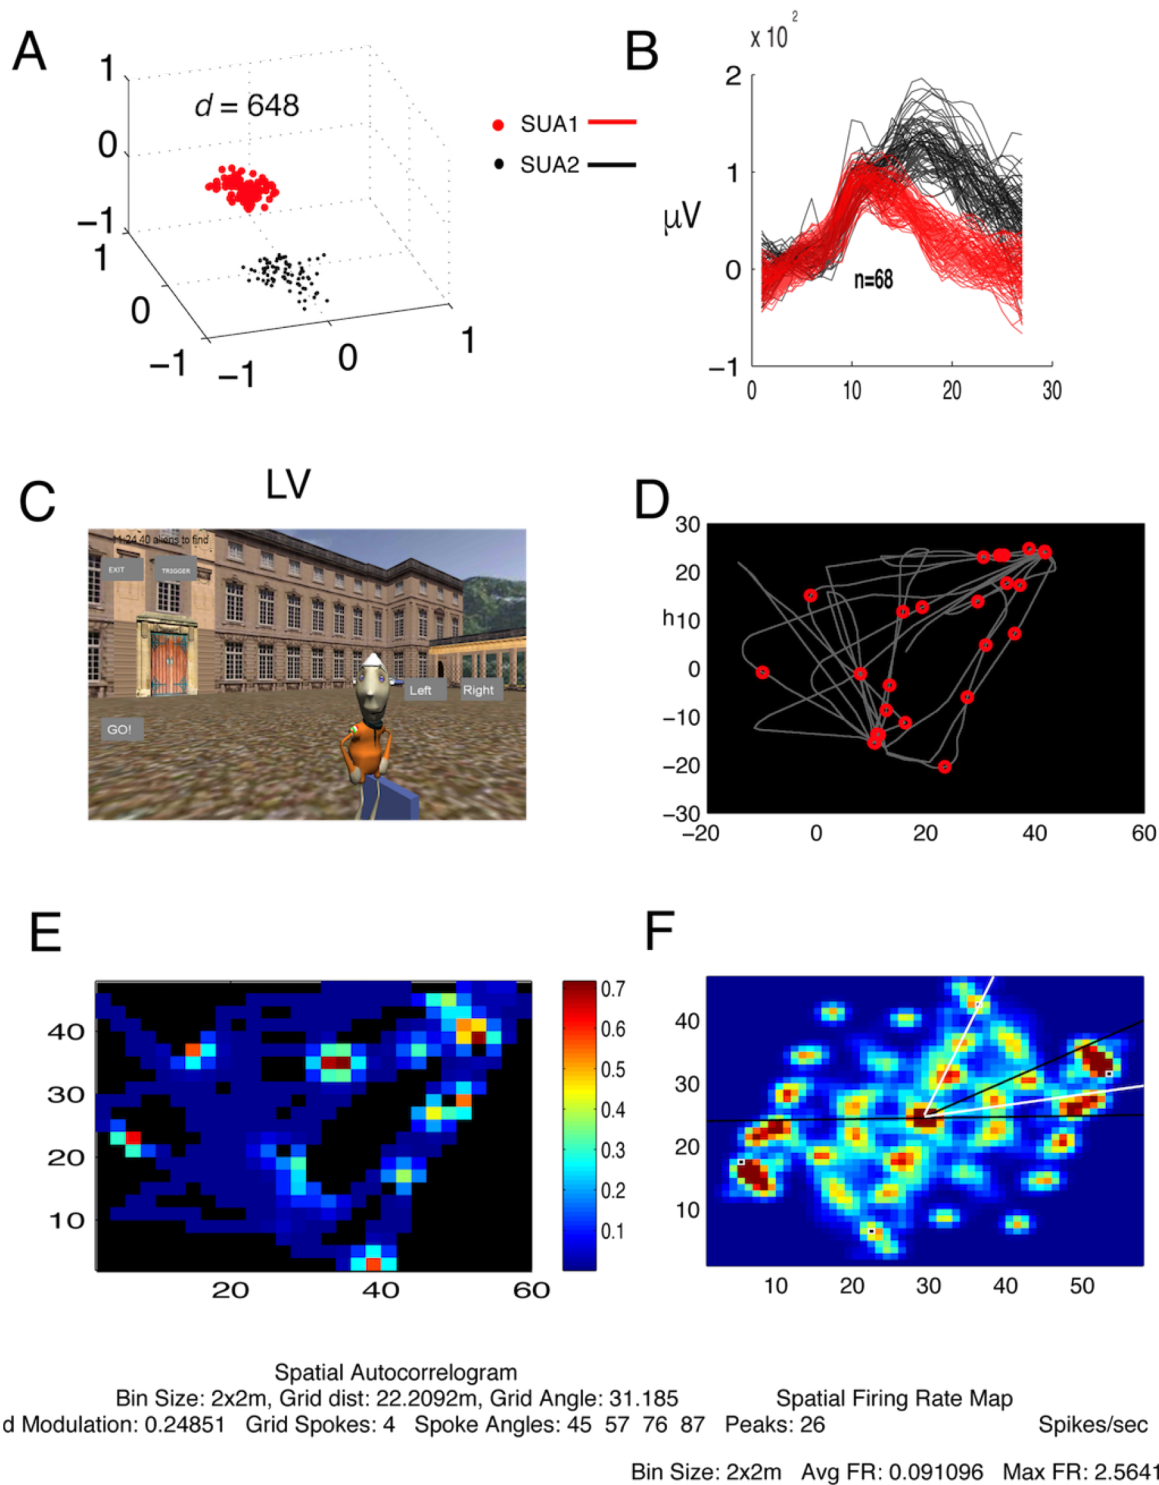 A
1
0
−1
1
0
−1
−1
0
1
d = 648
SUA1
SUA2
B
x 10 2
2
1
0
−1
μV
n=68
0
10
20
30
C
LV
11:24 40 aliens to find
EXIT
TRIGGER
Left
Right
GO!
D
30
20
h10
0
−10
−20
−30
−20
0
20
40
60
E
40
30
20
10
20
40
60
0.7
0.6
0.5
0.4
0.3
0.2
0.1
F
40
30
20
10
10
20
30
40
50
Spatial Autocorrelogram
Bin Size: 2x2m, Grid dist: 22.2092m, Grid Angle: 31.185
d Modulation: 0.24851 Grid Spokes: 4 Spoke Angles: 45 57 76 87 Peaks: 26
Spatial Firing Rate Map
Spikes/sec
Bin Size: 2x2m Avg FR: 0.091096 Max FR: 2.5641